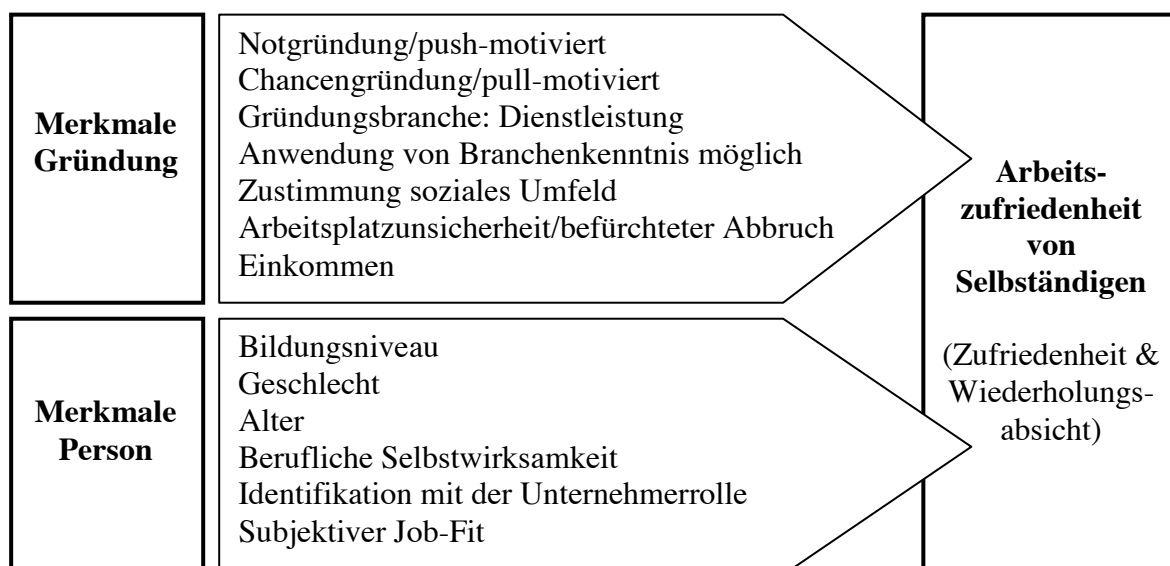 Merkmale
Gründung
Notgründung/push-motiviert
Chancengründung/pull-motiviert
Gründungsbranche: Dienstleistung
Anwendung von Branchenkenntnis möglich
Zustimmung soziales Umfeld
Arbeitsplatzunsicherheit/befürchteter Abbruch
Einkommen
Merkmale
Person
Bildungsniveau
Geschlecht
Alter
Berufliche Selbstwirksamkeit
Identifikation mit der Unternehmerrolle
Subjektiver Job-Fit
Arbeits-
zufriedenheit
von
Selbständigen
(Zufriedenheit &
Wiederholungs-
absicht)